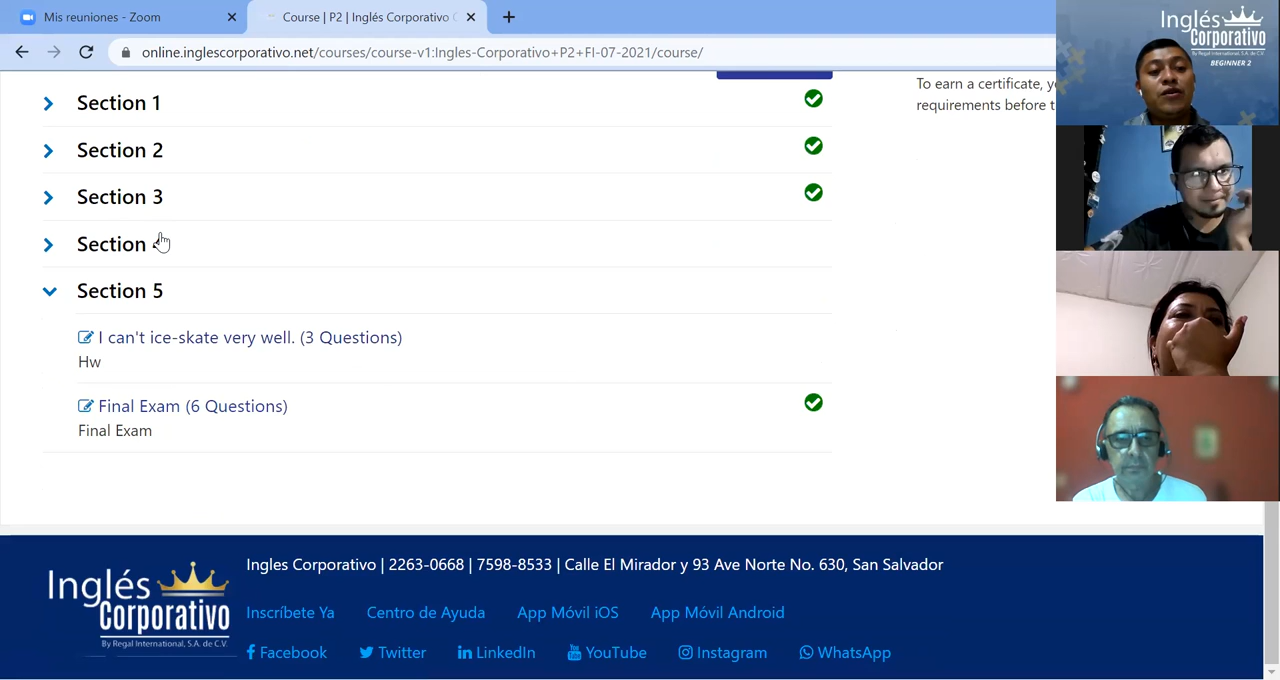 Mis reuniones - Zoom
Course | P2 | Inglés Corporativo
online.inglescorporativo.net/courses/course-v1:Ingles-Corporativo+P2+FI-07-2021/course/
Inglés
Corporativo
By Regal International, S.A. de C.V.
BEGINNER 2
Section 1
To earn a certificate, y
requirements before t
Section 2
Section 3
Section
Section 5
I can't ice-skate very well. (3 Questions)
Hw
Final Exam (6 Questions)
Final Exam
Inglés
Corporativo
By Regal International, S.A. de C.V.
Ingles Corporativo | 2263-0668 | 7598-8533 | Calle El Mirador y 93 Ave Norte No. 630, San Salvador
Inscríbete Ya Centro de Ayuda App Móvil iOS App Móvil Android
Facebook Twitter LinkedIn YouTube Instagram WhatsApp